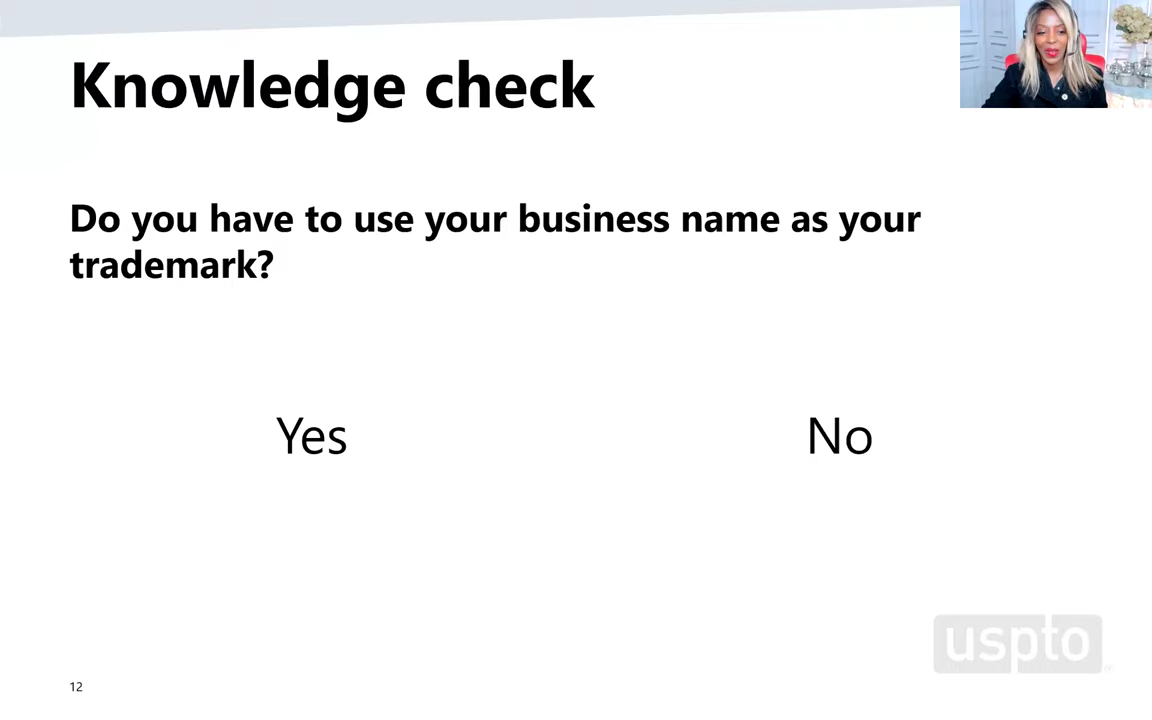 Knowledge check
Do you have to use your business name as your
trademark?
Yes
No
uspto
12